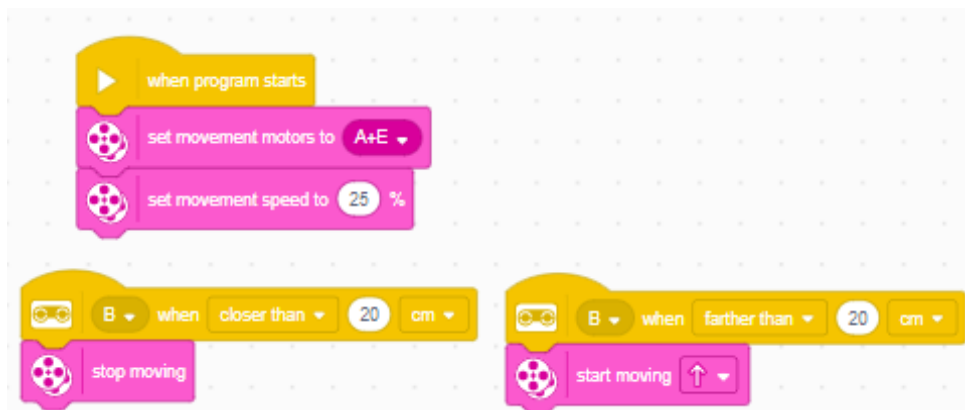 when program starts
set movement motors to A+E
set movement speed to 25 %
B when closer than 20 cm
stop moving
B when farther than 20 cm
start moving ↑